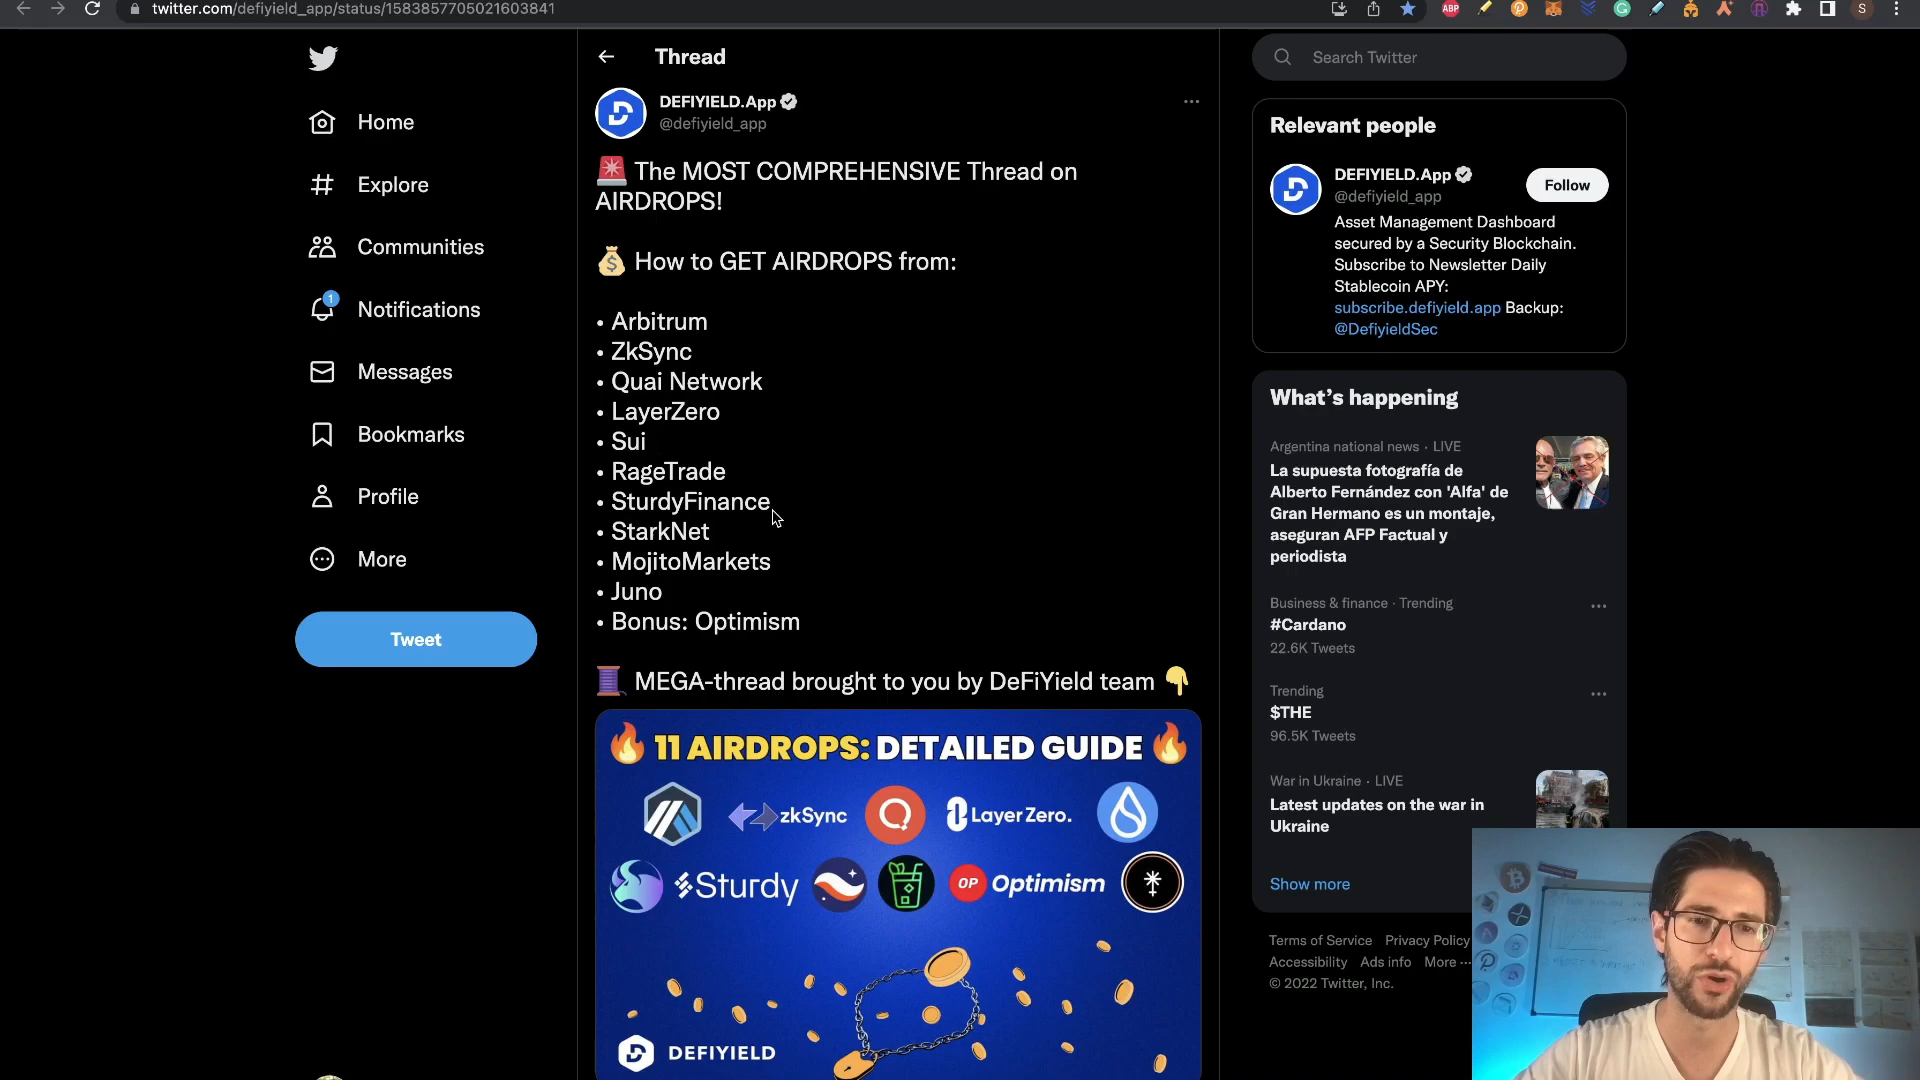 twitter.com/defiyield_app/status/1583857705021603841
ABP
S
Home
Explore
Communities
1
Notifications
Messages
Bookmarks
Profile
More
Tweet
Thread
DEFIYIELD.App
@defiyield_app
The MOST COMPREHENSIVE Thread on
AIRDROPS!
How to GET AIRDROPS from:
• Arbitrum
• ZkSync
• Quai Network
• LayerZero
• Sui
• RageTrade
• SturdyFinance
• StarkNet
• MojitoMarkets
• Juno
• Bonus: Optimism
MEGA-thread brought to you by DeFiYield team
11 AIRDROPS: DETAILED GUIDE
zkSync
LayerZero.
Sturdy
OP Optimism
DEFIYIELD
Search Twitter
Relevant people
DEFIYIELD.App
@defiyield_app
Follow
Asset Management Dashboard
secured by a Security Blockchain.
Subscribe to Newsletter Daily
Stablecoin APY:
subscribe.defiyield.app Backup:
@DefiyieldSec
What's happening
Argentina national news · LIVE
La supuesta fotografía de
Alberto Fernández con 'Alfa' de
Gran Hermano es un montaje,
aseguran AFP Factual y
periodista
Business & finance · Trending
#Cardano
22.6K Tweets
Trending
$THE
96.5K Tweets
War in Ukraine · LIVE
Latest updates on the war in
Ukraine
Show more
Terms of Service Privacy Policy
Accessibility Ads info More ···
© 2022 Twitter, Inc.